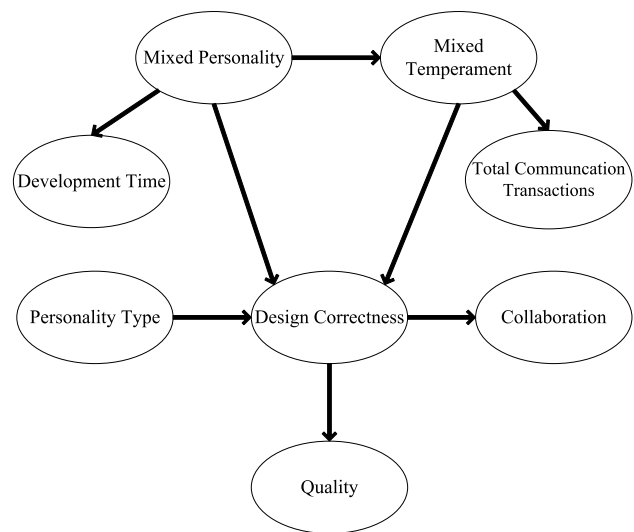 Mixed Personality
Mixed
Temperament
Development Time
Total Communcation
Transactions
Personality Type
Design Correctness
Collaboration
Quality